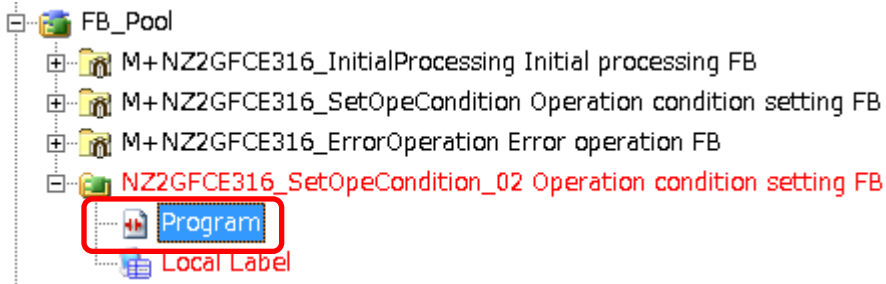 FB_Pool
M+NZ2GFCE316_InitialProcessing Initial processing FB
M+NZ2GFCE316_SetOpeCondition Operation condition setting FB
M+NZ2GFCE316_ErrorOperation Error operation FB
NZ2GFCE316_SetOpeCondition_02 Operation condition setting FB
Program
Local Label